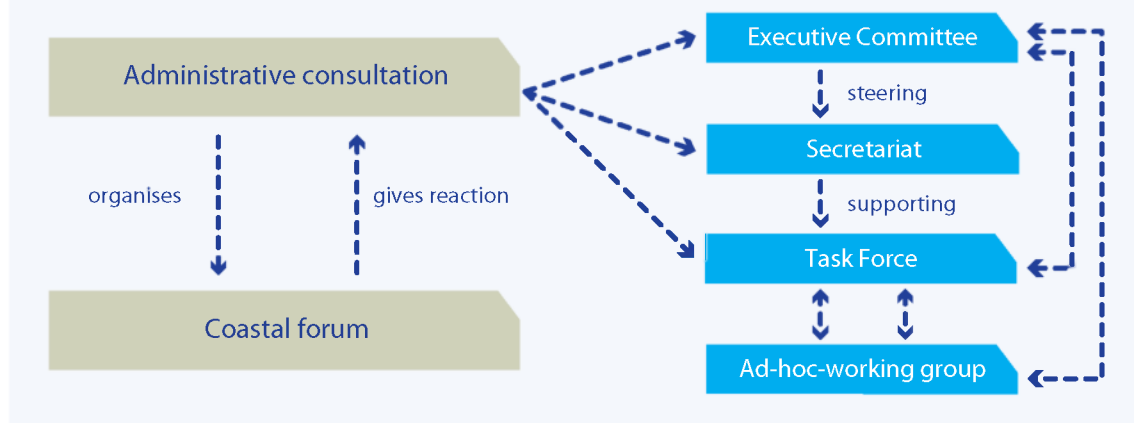 Administrative consultation
organises
gives reaction
Coastal forum
Executive Committee
steering
Secretariat
supporting
Task Force
Ad-hoc-working group